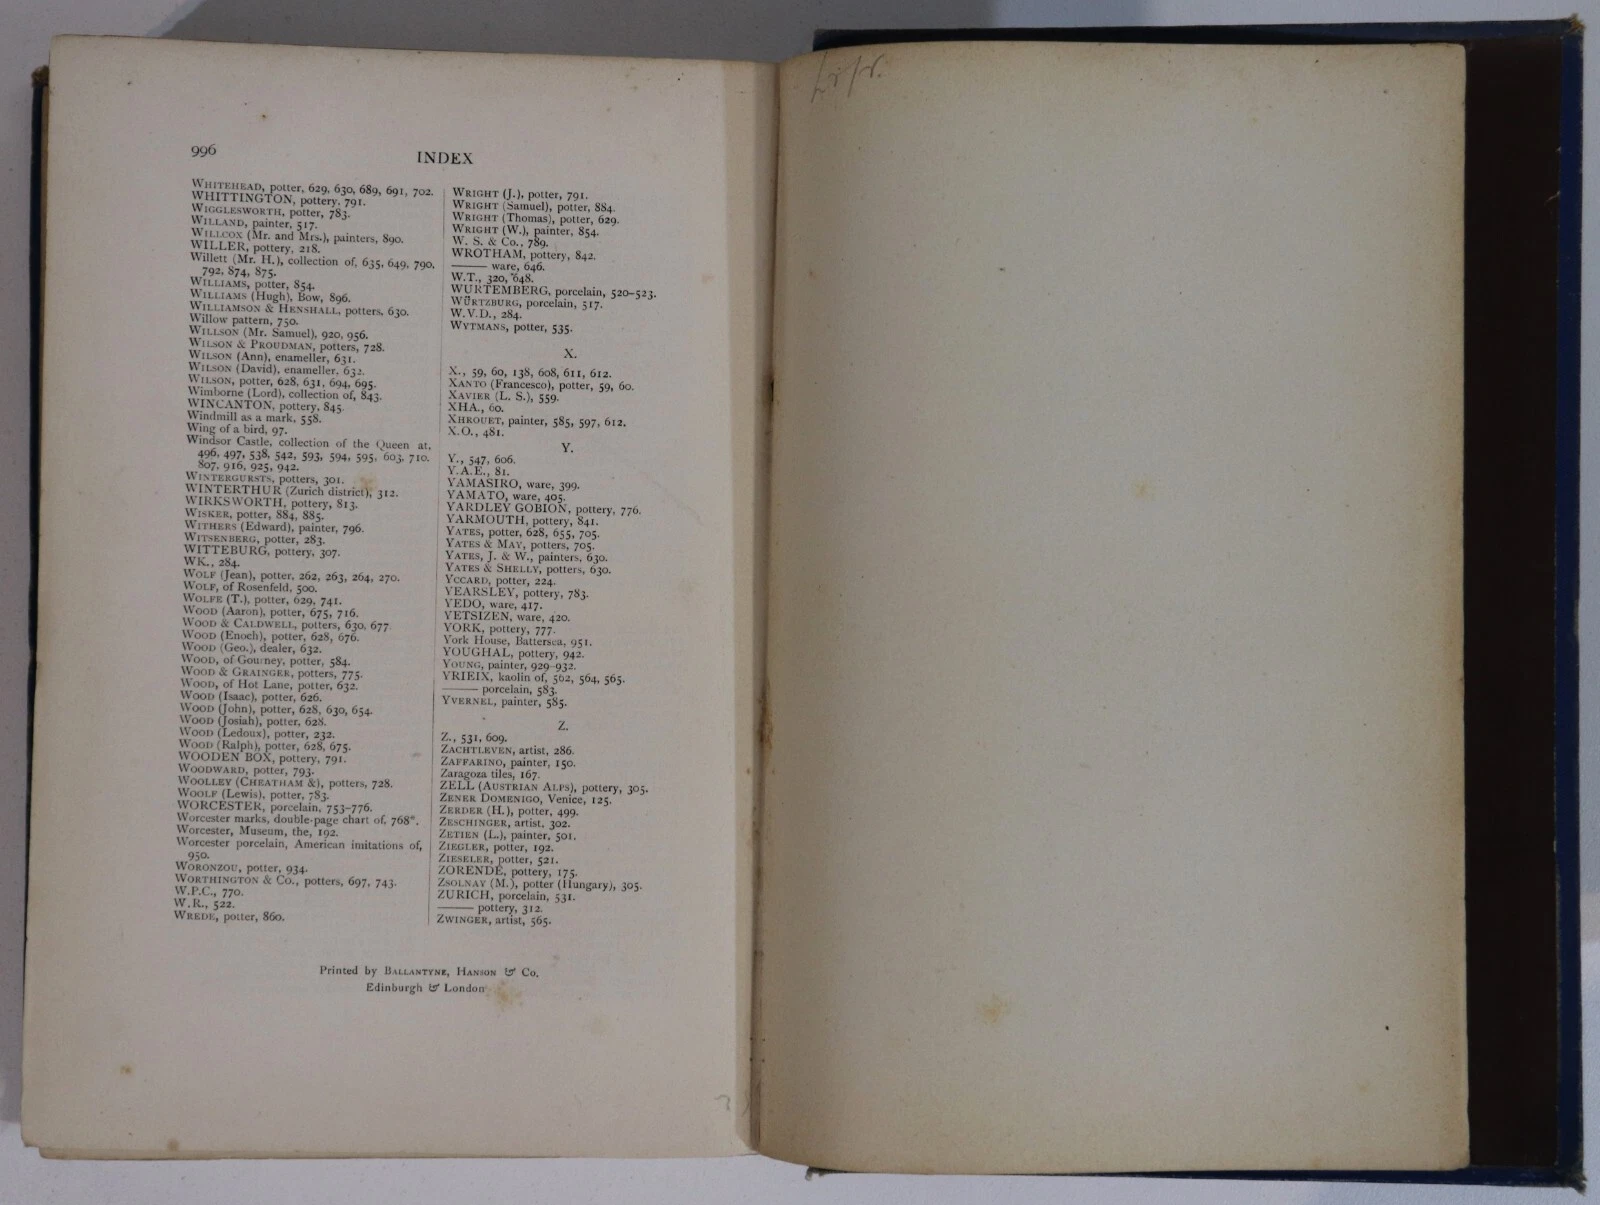 996
INDEX
WHITEHEAD, potter, 629, 630, 689, 691, 702.
WHITTINGTON, pottery, 791.
WIGGLESWORTH, potter, 783.
WILLAND, painter, 517.
WILLCOX (Mr. and Mrs.), painters, 890.
WILLER, pottery, 218.
Willett (Mr. H.), collection of, 635, 649, 790,
792, 874, 875.
WILLIAMS, potter, 854.
WILLIAMS (Hugh), Bow, 896.
WILLIAMSON & HENSHALL, potters, 630.
Willow pattern, 750.
WILLSON (Mr. Samuel), 920, 956.
WILSON & PROUDMAN, potters, 728.
WILSON (Ann), enameller, 631.
WILSON (David), enameller, 632.
WILSON, potter, 628, 631, 694, 695.
Wimborne (Lord), collection of, 843.
WINCANTON, pottery, 845.
Windmill as a mark, 558.
Wing of a bird, 97.
Windsor Castle, collection of the Queen at,
496, 497, 538, 542, 593, 594, 595, 603, 710,
807, 916, 925, 942.
WINTERGURSTS, potters, 301.
WINTERTHUR (Zurich district), 312.
WIRKSWORTH, pottery, 813.
WISKER, potter, 884, 885.
WITHERS (Edward), painter, 796.
WITSENBERG, potter, 283.
WITTEBURG, pottery, 307.
WK., 284.
WOLF (Jean), potter, 262, 263, 264, 270.
WOLF, of Rosenfeld, 500.
WOLFE (T.), potter, 629, 741.
WOOD (Aaron), potter, 675, 716.
WOOD & CALDWELL, potters, 630, 677.
WOOD (Enoch), potter, 628, 676.
WOOD (Geo.), dealer, 632.
WOOD, of Gourney, potter, 584.
WOOD & GRAINGER, potters, 775.
WOOD, of Hot Lane, potter, 632.
WOOD (Isaac), potter, 626.
WOOD (John), potter, 628, 630, 654.
WOOD (Josiah), potter, 628.
WOOD (Ledoux), potter, 232.
WOOD (Ralph), potter, 628, 675.
WOODEN BOX, pottery, 791.
WOODWARD, potter, 793.
WOOLLEY (CHEATHAM &), potters, 728.
WOOLF (Lewis), potter, 783.
WORCESTER, porcelain, 753-776.
Worcester marks, double-page chart of, 768*.
Worcester, Museum, the, 192.
Worcester porcelain, American imitations of,
950.
WORONZOU, potter, 934.
WORTHINGTON & Co., potters, 697, 743.
W.P.C., 770.
W.R., 522.
WREDE, potter, 860.
WRIGHT (J.), potter, 791.
WRIGHT (Samuel), potter, 884.
WRIGHT (Thomas), potter, 629.
WRIGHT (W.), painter, 854.
W. S. & Co., 789.
WROTHAM, pottery, 842.
—— ware, 646.
W.T., 320, 648.
WURTEMBERG, porcelain, 520-523.
WÜRTZBURG, porcelain, 517.
W.V.D., 284.
WYTMANS, potter, 535.
X.
X., 59, 60, 138, 608, 611, 612.
XANTO (Francesco), potter, 59, 60.
XAVIER (L. S.), 559.
XHA., 60.
XHROUET, painter, 585, 597, 612.
X.O., 481.
Y.
Y., 547, 606.
Y.A.E., 81.
YAMASIRO, ware, 399.
YAMATO, ware, 405.
YARDLEY GOBION, pottery, 776.
YARMOUTH, pottery, 841.
YATES, potter, 628, 655, 705.
YATES & MAY, potters, 705.
YATES, J. & W., painters, 630.
YATES & SHELLY, potters, 630.
YCCARD, potter, 224.
YEARSLEY, pottery, 783.
YEDO, ware, 417.
YETSIZEN, ware, 420.
YORK, pottery, 777.
York House, Battersea, 951.
YOUGHAL, pottery, 942.
YOUNG, painter, 929-932.
YRIEIX, kaolin of, 562, 564, 565.
—— porcelain, 583.
YVERNEL, painter, 585.
Z.
Z., 531, 609.
ZACHTLEVEN, artist, 286.
ZAFFARINO, painter, 150.
Zaragoza tiles, 167.
ZELL (AUSTRIAN ALPS), pottery, 305.
ZENER DOMENIGO, Venice, 125.
ZERDER (H.), potter, 499.
ZESCHINGER, artist, 302.
ZETIEN (L.), painter, 501.
ZIEGLER, potter, 192.
ZIESELER, potter, 521.
ZORENDE, pottery, 175.
ZSOLNAY (M.), potter (Hungary), 305.
ZURICH, porcelain, 531.
—— pottery, 312.
ZWINGER, artist, 565.
Printed by BALLANTYNE, HANSON & Co.
Edinburgh & London